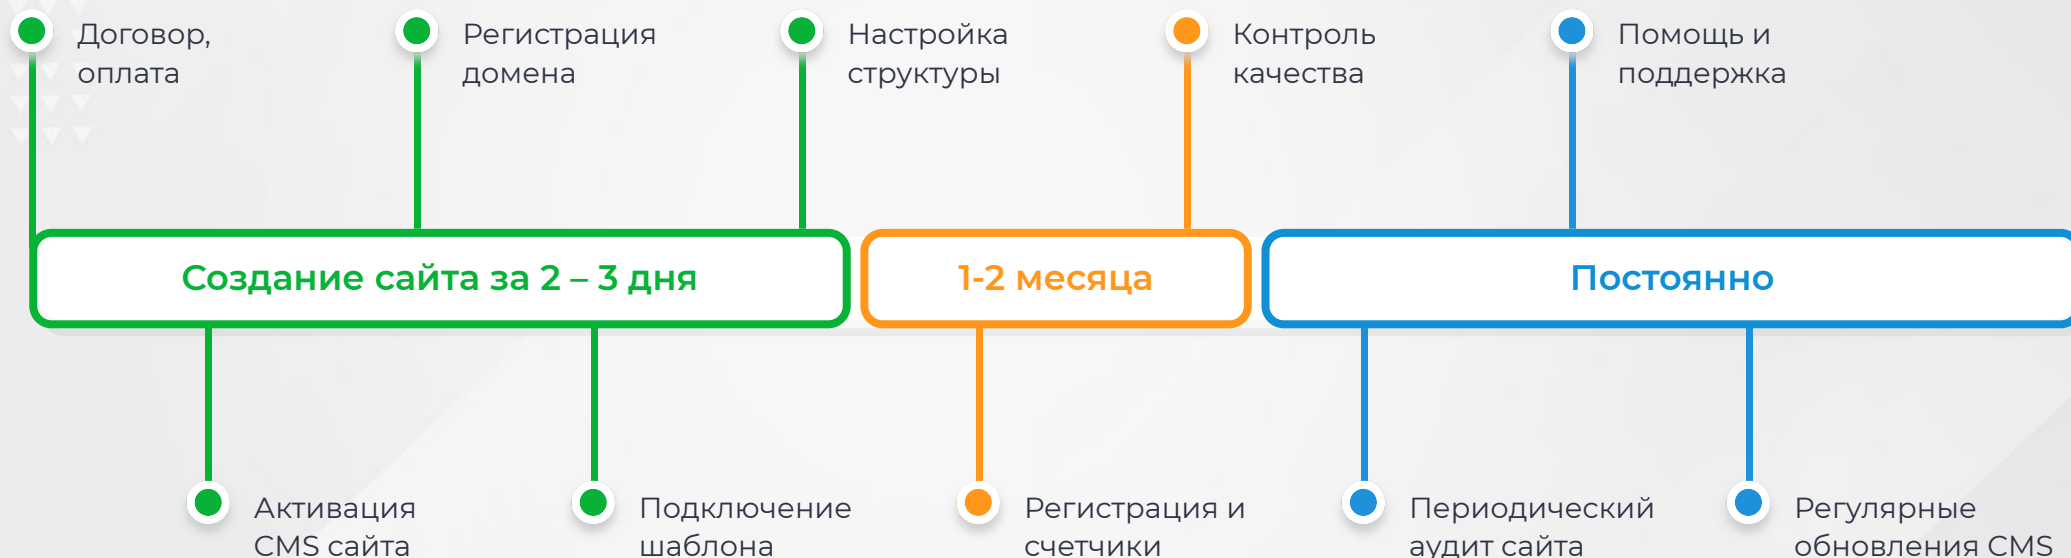 Договор,
оплата
Регистрация
домена
Настройка
структуры
Контроль
качества
Помощь и
поддержка
Создание сайта за 2 – 3 дня
1-2 месяца
Постоянно
Активация
CMS сайта
Подключение
шаблона
Регистрация и
счетчики
Периодический
аудит сайта
Регулярные
обновления CMS